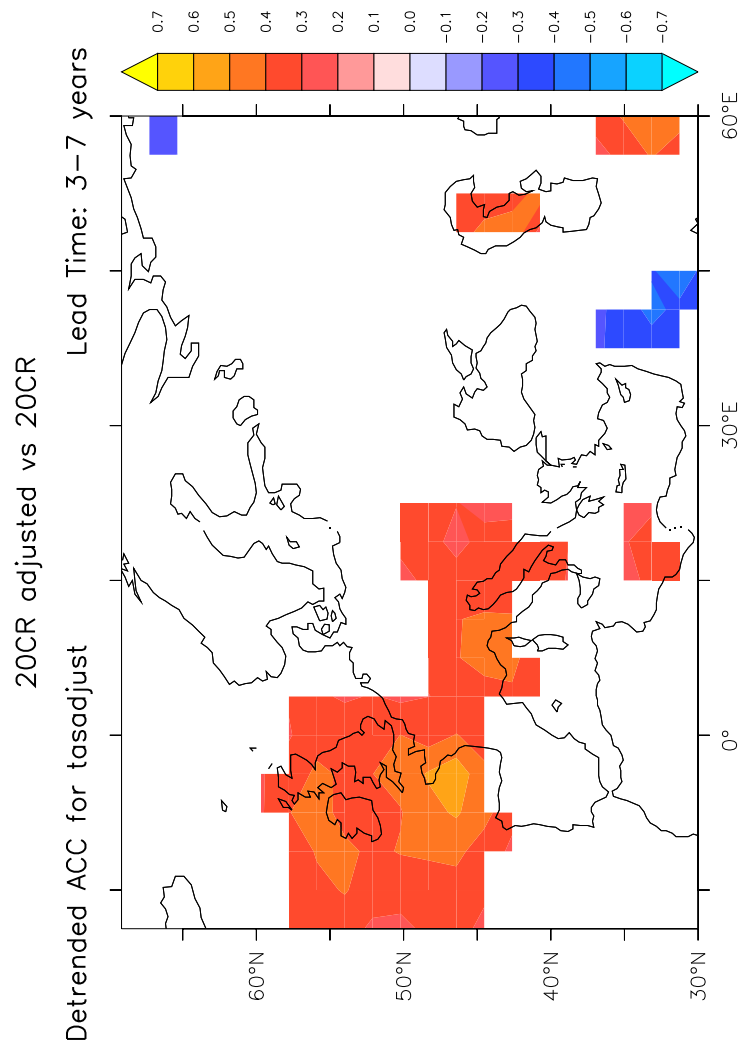 20CR adjusted vs 20CR
Detrended ACC for tasadjust Lead Time: 3-7 years
60°N
50°N
40°N
30°N
0°
30°E
60°E
0.7
0.6
0.5
0.4
0.3
0.2
0.1
0.0
-0.1
-0.2
-0.3
-0.4
-0.5
-0.6
-0.7